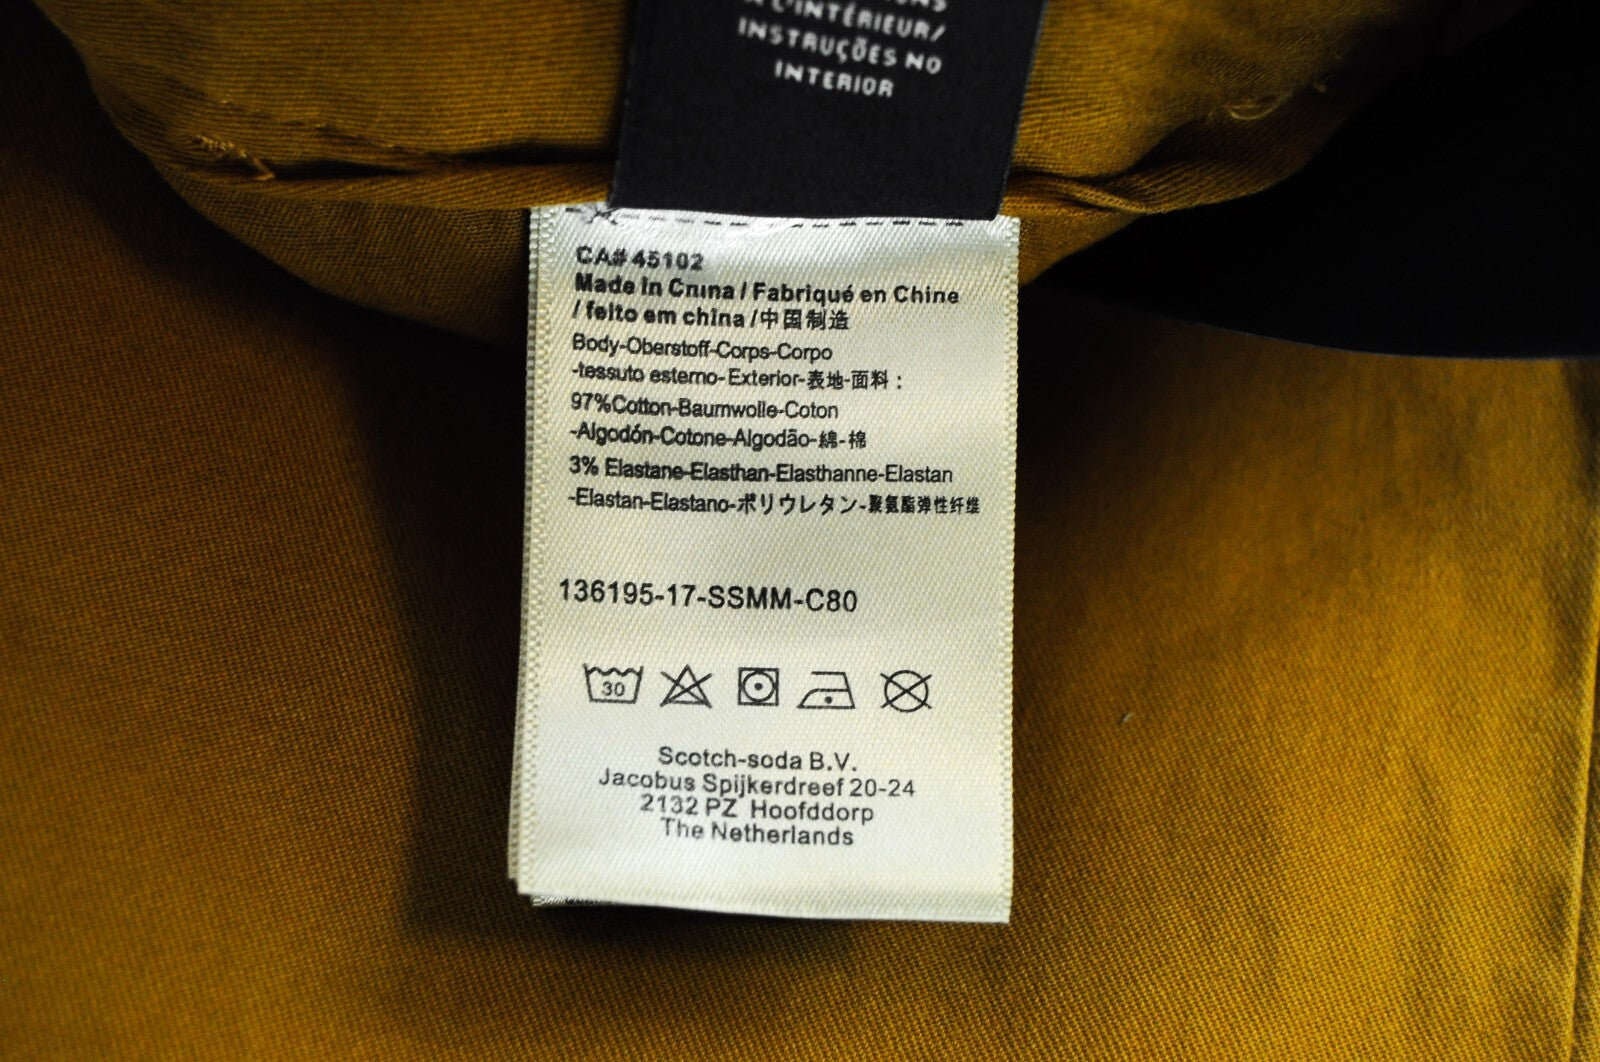 L'INTÉRIEUR/
INSTRUÇÕES NO
INTERIOR
CA# 45102
Made in China / Fabriqué en Chine
/ feito em china /中国制造
Body-Oberstoff-Corps-Corpo
-tessuto esterno-Exterior-表地-面料 :
97%Cotton-Baumwolle-Coton
-Algodón-Cotone-Algodão-綿-棉
3% Elastane-Elasthan-Elasthanne-Elastan
-Elastan-Elastano-ポリウレタン-聚氨酯弹性纤维
136195-17-SSMM-C80
30
Scotch-soda B.V.
Jacobus Spijkerdreef 20-24
2132 PZ Hoofddorp
The Netherlands